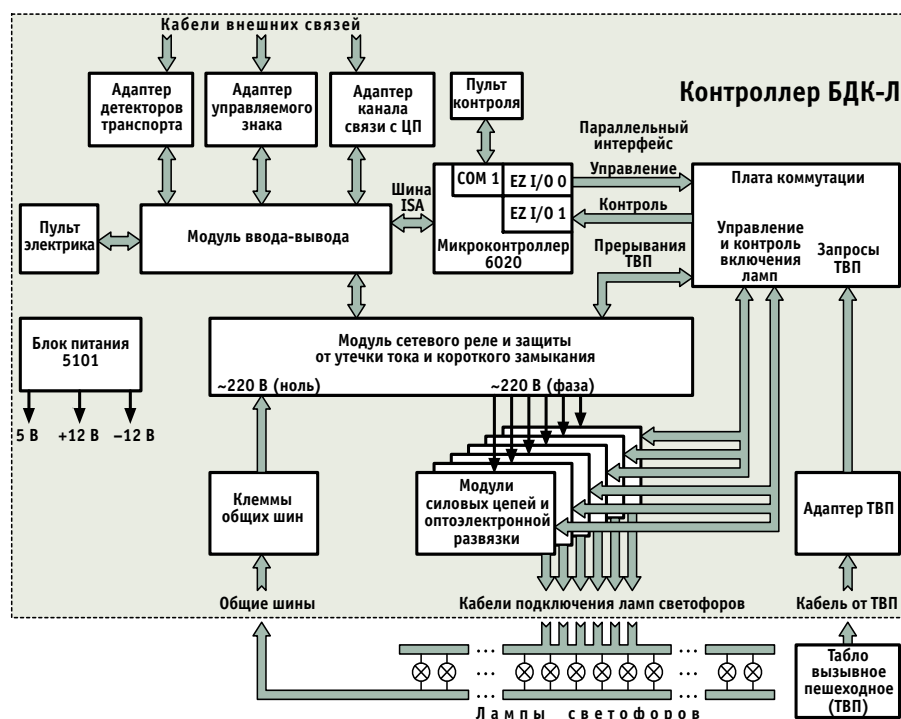 Кабели внешних связей
Контроллер БДК-Л
Адаптер
детекторов
транспорта
Адаптер
управляемого
знака
Адаптер
канала
связи с ЦП
Пульт
контроля
Параллельный
интерфейс
Управление
Контроль
Прерывания
ТВП
Шина
ISA
COM 1
EZ I/O 0
EZ I/O 1
Микроконтроллер
6020
Плата коммутации
Управление
и контроль
включения
ламп
Запросы
ТВП
Пульт
электрика
Модуль ввода-вывода
Блок питания
5101
5 В
+12 В
–12 В
Модуль сетевого реле и защиты
от утечки тока и короткого замыкания
~220 В (ноль)
~220 В (фаза)
Клеммы
общих шин
Модули
силовых цепей и
оптоэлектронной
развязки
Адаптер ТВП
Общие шины
Кабели подключения ламп светофоров
Кабель от ТВП
...
...
...
...
...
...
Лампы светофоров
Табло
вызывное
пешеходное
(ТВП)